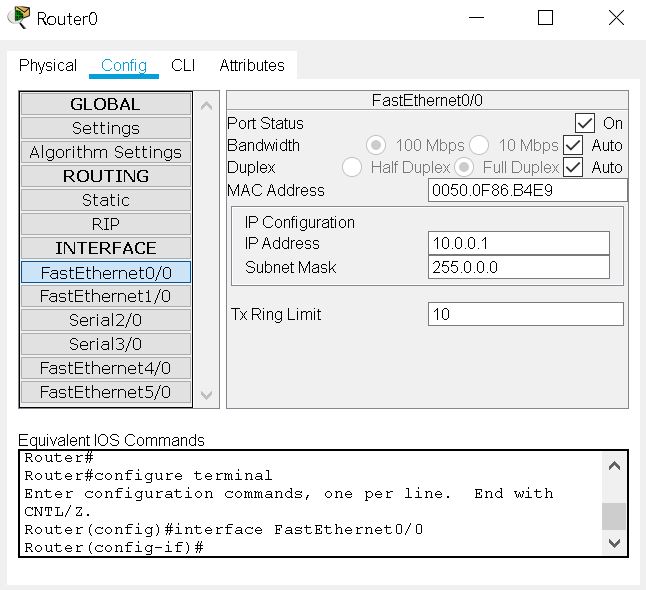 Router0
Physical Config CLI Attributes
GLOBAL
Settings
Algorithm Settings
ROUTING
Static
RIP
INTERFACE
FastEthernet0/0
FastEthernet1/0
Serial2/0
Serial3/0
FastEthernet4/0
FastEthernet5/0
FastEthernet0/0
Port Status On
Bandwidth 100 Mbps 10 Mbps Auto
Duplex Half Duplex Full Duplex Auto
MAC Address 0050.0F86.B4E9
IP Configuration
IP Address 10.0.0.1
Subnet Mask 255.0.0.0
Tx Ring Limit 10
Equivalent IOS Commands
Router#
Router#configure terminal
Enter configuration commands, one per line.  End with
CNTL/Z.
Router(config)#interface FastEthernet0/0
Router(config-if)#